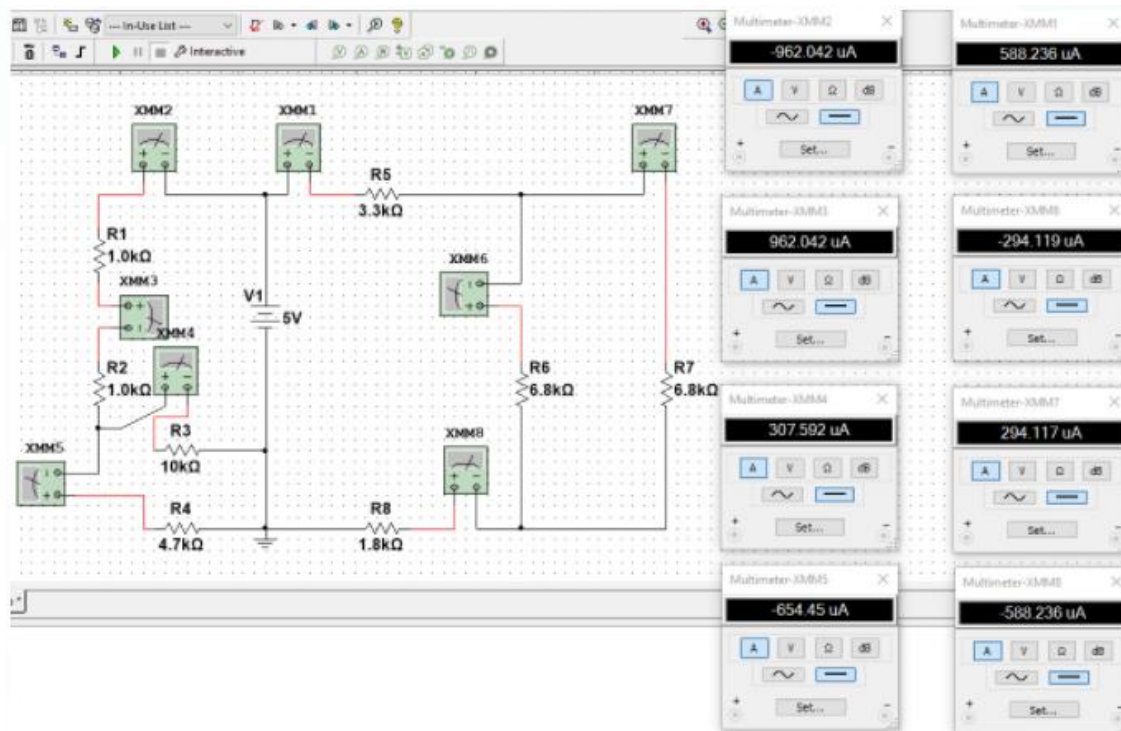 --- In-Use List ---
Interactive
Multimeter-XMM2
-962.042 uA
A V Ω dB
+ Set... -
Multimeter-XMM1
588.236 uA
A V Ω dB
+ Set... -
XMM2
XMM1
XMM7
R5
3.3kΩ
R1
1.0kΩ
XMM3
XMM4
XMM6
V1
5V
R2
1.0kΩ
R6
6.8kΩ
R7
6.8kΩ
R3
10kΩ
XMM5
XMM8
R4
4.7kΩ
R8
1.8kΩ
Multimeter-XMM3
962.042 uA
A V Ω dB
+ Set... -
Multimeter-XMM6
-294.119 uA
A V Ω dB
+ Set... -
Multimeter-XMM4
307.592 uA
A V Ω dB
+ Set... -
Multimeter-XMM7
294.117 uA
A V Ω dB
+ Set... -
Multimeter-XMM5
-654.45 uA
A V Ω dB
+ Set... -
Multimeter-XMM8
-588.236 uA
A V Ω dB
+ Set... -